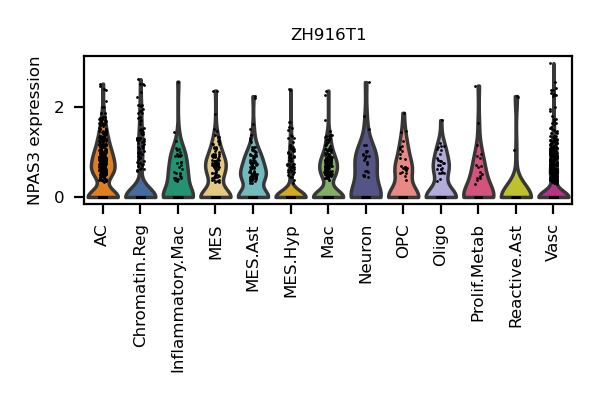 ZH916T1
NPAS3 expression
2
0
AC
Chromatin.Reg
Inflammatory.Mac
MES
MES.Ast
MES.Hyp
Mac
Neuron
OPC
Oligo
Prolif.Metab
Reactive.Ast
Vasc